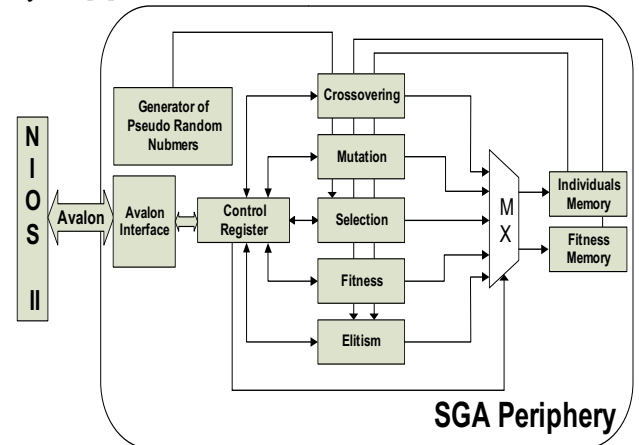 Crossovering
Generator of
Pseudo Random
Nubmers
N
I
O
S
II
Mutation
Avalon
Avalon
Interface
Control
Register
Selection
M
X
Individuals
Memory
Fitness
Memory
Fitness
Elitism
SGA Periphery